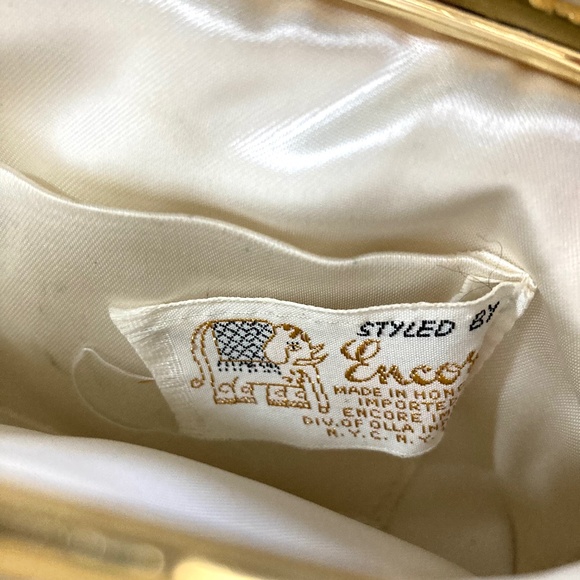 STYLED BY
Encor
MADE IN HON
IMPORTE
ENCORE
DIV. OF OLLA IN
N.Y.C. N.Y.